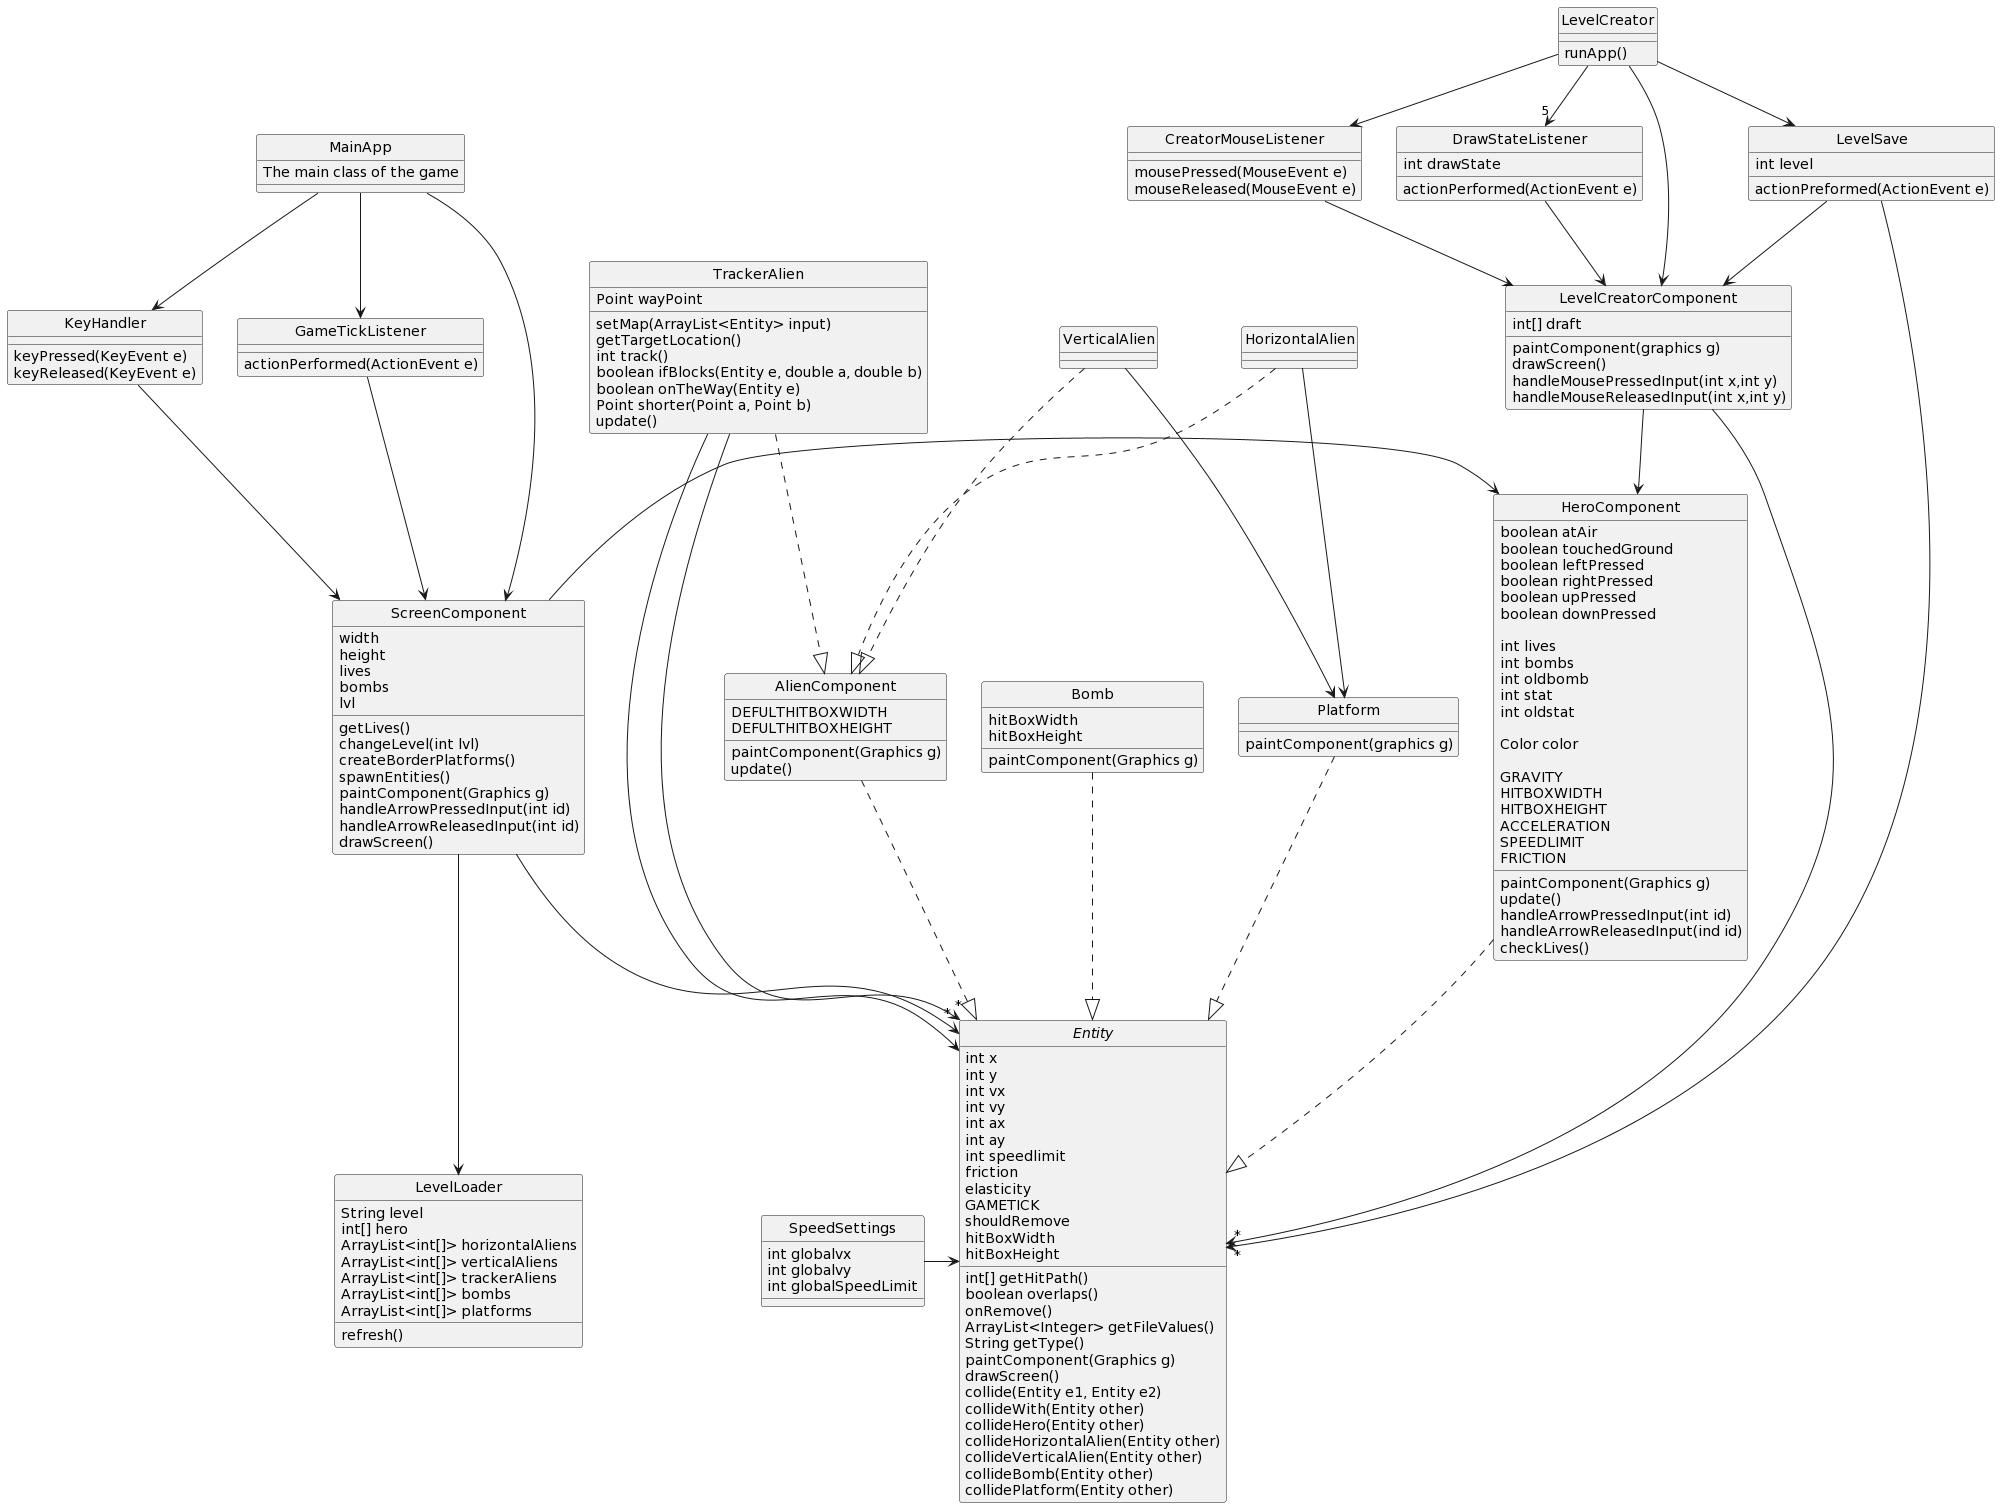 LevelCreator
runApp()
5
CreatorMouseListener
mousePressed(MouseEvent e)
mouseReleased(MouseEvent e)
DrawStateListener
int drawState
actionPerformed(ActionEvent e)
LevelSave
int level
actionPreformed(ActionEvent e)
MainApp
The main class of the game
KeyHandler
keyPressed(KeyEvent e)
keyReleased(KeyEvent e)
GameTickListener
actionPerformed(ActionEvent e)
TrackerAlien
Point wayPoint
setMap(ArrayList<Entity> input)
getTargetLocation()
int track()
boolean ifBlocks(Entity e, double a, double b)
boolean onTheWay(Entity e)
Point shorter(Point a, Point b)
update()
VerticalAlien
HorizontalAlien
LevelCreatorComponent
int[] draft
paintComponent(graphics g)
drawScreen()
handleMousePressedInput(int x,int y)
handleMouseReleasedInput(int x,int y)
ScreenComponent
width
height
lives
bombs
lvl
getLives()
changeLevel(int lvl)
createBorderPlatforms()
spawnEntities()
paintComponent(Graphics g)
handleArrowPressedInput(int id)
handleArrowReleasedInput(int id)
drawScreen()
AlienComponent
DEFULTHITBOXWIDTH
DEFULTHITBOXHEIGHT
paintComponent(Graphics g)
update()
Bomb
hitBoxWidth
hitBoxHeight
paintComponent(Graphics g)
Platform
paintComponent(graphics g)
HeroComponent
boolean atAir
boolean touchedGround
boolean leftPressed
boolean rightPressed
boolean upPressed
boolean downPressed
int lives
int bombs
int oldbomb
int stat
int oldstat
Color color
GRAVITY
HITBOXWIDTH
HITBOXHEIGHT
ACCELERATION
SPEEDLIMIT
FRICTION
paintComponent(Graphics g)
update()
handleArrowPressedInput(int id)
handleArrowReleasedInput(ind id)
checkLives()
*
*
LevelLoader
String level
int[] hero
ArrayList<int[]> horizontalAliens
ArrayList<int[]> verticalAliens
ArrayList<int[]> trackerAliens
ArrayList<int[]> bombs
ArrayList<int[]> platforms
refresh()
SpeedSettings
int globalvx
int globalvy
int globalSpeedLimit
Entity
int x
int y
int vx
int vy
int ax
int ay
int speedlimit
friction
elasticity
GAMETICK
shouldRemove
hitBoxWidth
hitBoxHeight
int[] getHitPath()
boolean overlaps()
onRemove()
ArrayList<Integer> getFileValues()
String getType()
paintComponent(Graphics g)
drawScreen()
collide(Entity e1, Entity e2)
collideWith(Entity other)
collideHero(Entity other)
collideHorizontalAlien(Entity other)
collideVerticalAlien(Entity other)
collideBomb(Entity other)
collidePlatform(Entity other)
*
*